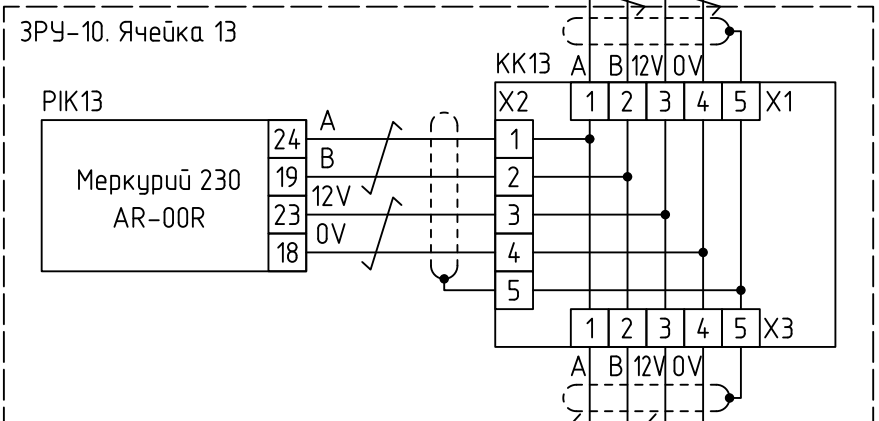 ЗРУ-10. Ячейка 13
KK13
A B 12V 0V
X2 1 2 3 4 5 X1
PIK13
Меркурий 230
AR-00R
24 A 1
19 B 2
23 12V 3
18 0V 4
5
1 2 3 4 5 X3
A B 12V 0V